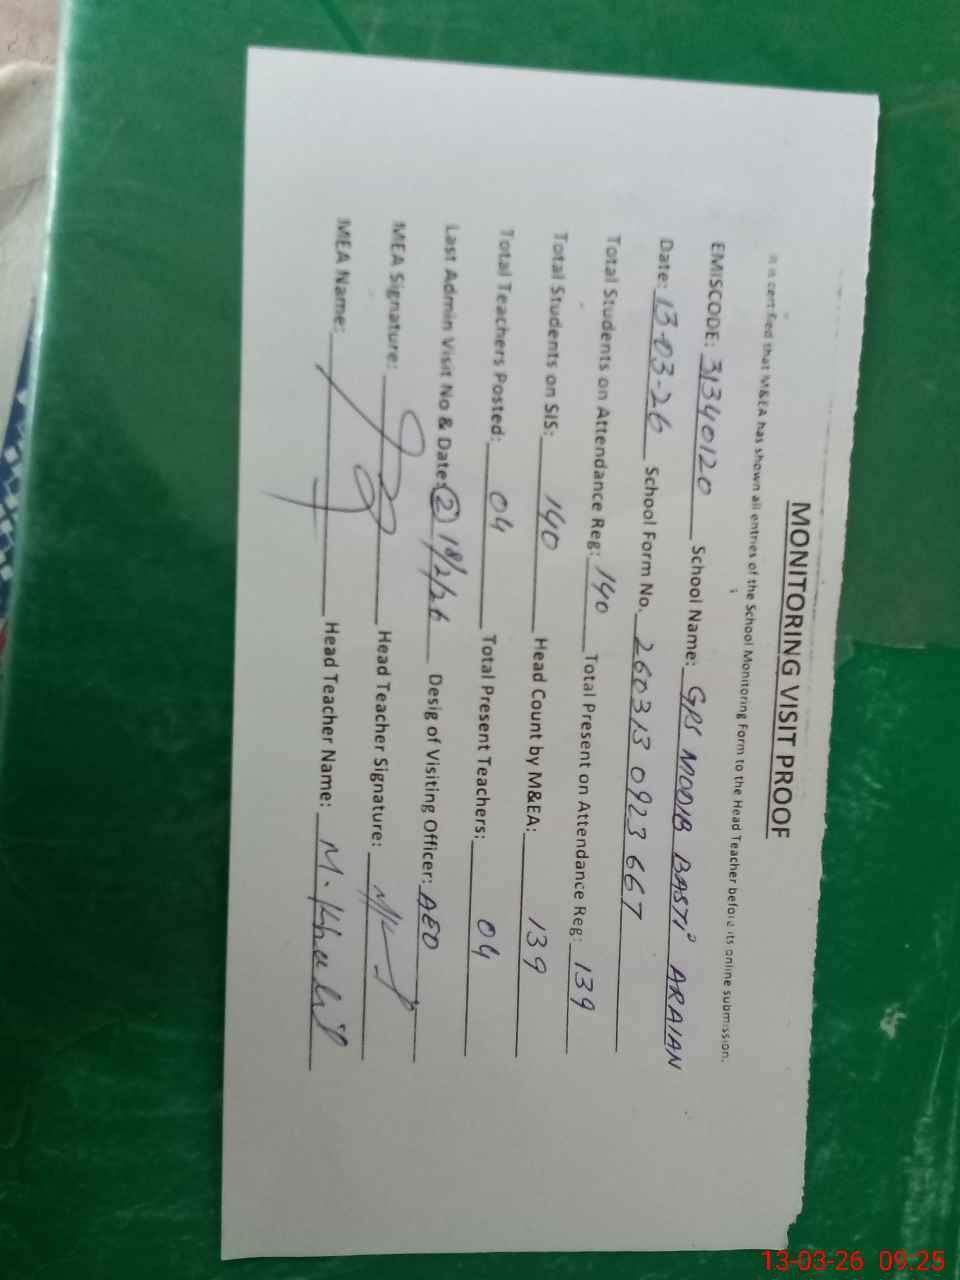 MONITORING VISIT PROOF
It is certified that M&EA has shown all entries of the School Monitoring Form to the Head Teacher before its online submission.
EMISCODE: 31340120 School Name: GPS MODIB BASTI ARAIAN
Date: 13-03-26 School Form No. 260313 0923 667
Total Students on Attendance Reg: 140 Total Present on Attendance Reg: 139
Total Students on SIS: 140 Head Count by M&EA: 139
Total Teachers Posted: 04 Total Present Teachers: 04
Last Admin Visit No & Date: (2) 18/2/26 Desig of Visiting Officer: AEO
MEA Signature: Head Teacher Signature:
MEA Name: Head Teacher Name: M. Khalil
13-03-26 09.25